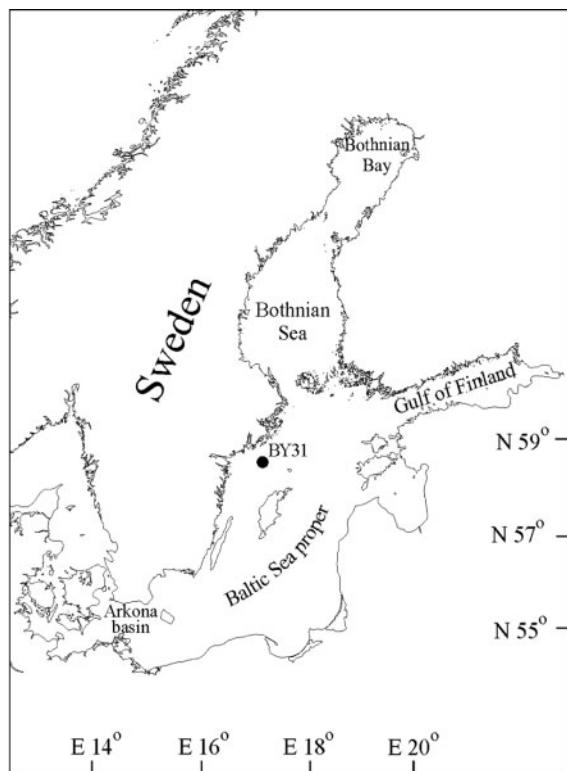 Bothnian
Bay
Sweden
Bothnian
Sea
Gulf of Finland
N 59°
BY31
N 57°
Baltic Sea proper
Arkona
basin
N 55°
E 14° E 16° E 18° E 20°